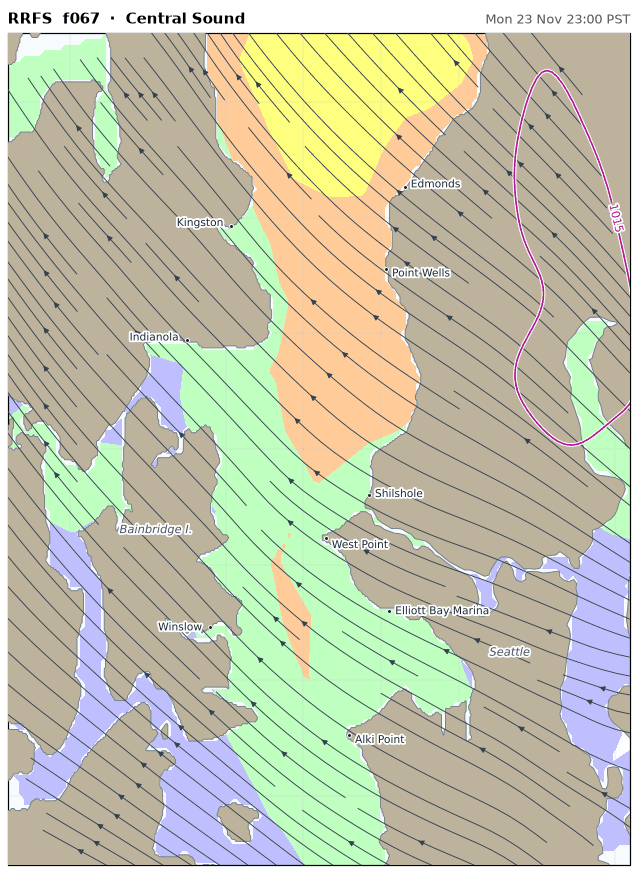 RRFS f067 · Central Sound
Mon 23 Nov 23:00 PST
Edmonds
1015
Kingston
Point Wells
Indianola
Shilshole
Bainbridge I.
West Point
Elliott Bay Marina
Winslow
Seattle
Alki Point